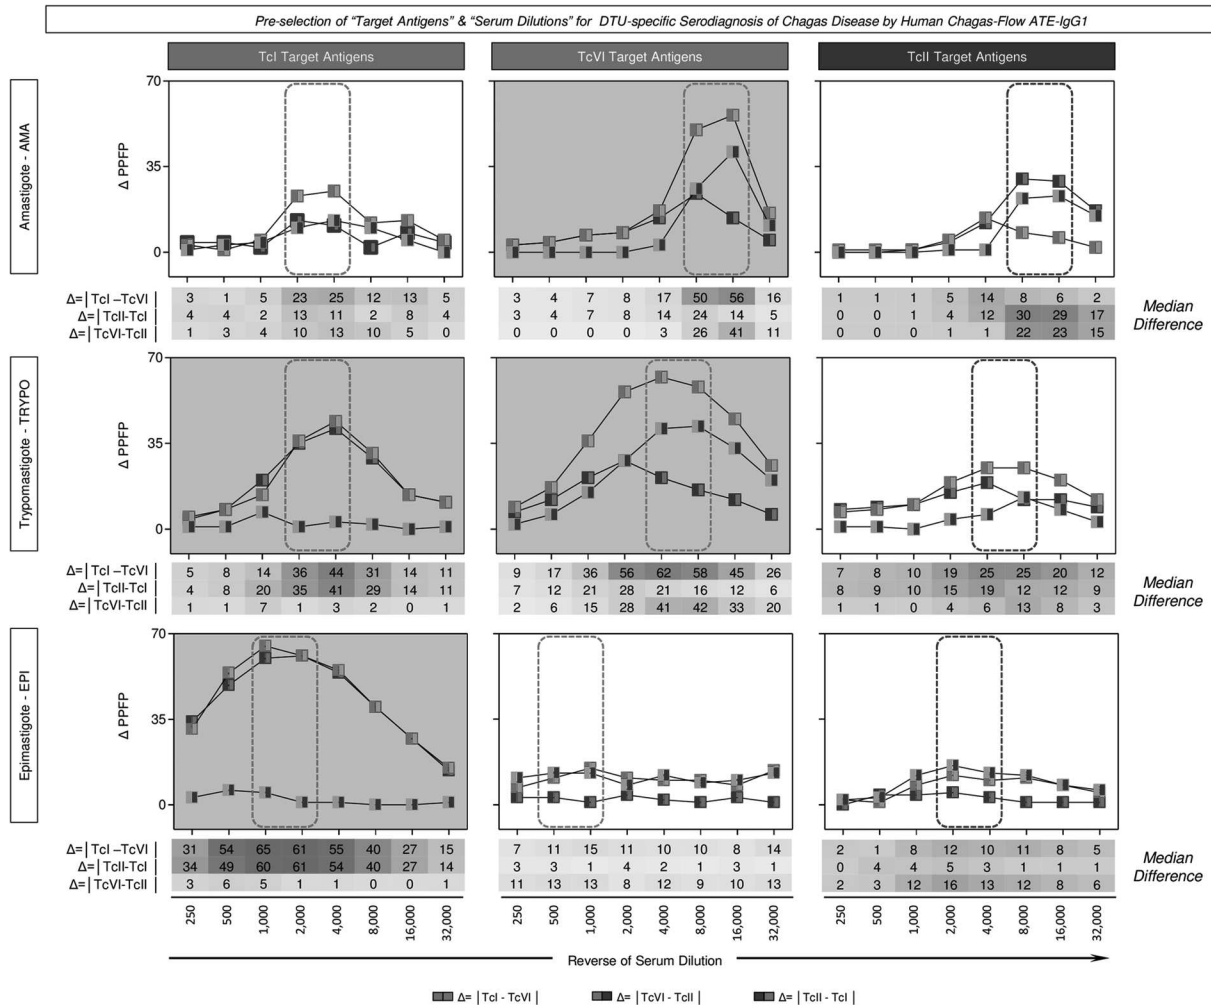 Pre-selection of “Target Antigens” & “Serum Dilutions” for DTU-specific Serodiagnosis of Chagas Disease by Human Chagas-Flow ATE-IgG1
TcI Target Antigens
TcVI Target Antigens
TcII Target Antigens
Amastigote - AMA
Δ PPFP
70
35
0
Δ= | TcI –TcVI | 3 1 5 23 25 12 13 5 3 4 7 8 17 50 56 16 1 1 1 5 14 8 6 2
Δ= | TcII-TcI | 4 4 2 13 11 2 8 4 3 4 7 8 14 24 14 5 0 0 1 4 12 30 29 17
Δ= | TcVI-TcII | 1 3 4 10 13 10 5 0 0 0 0 0 3 26 41 11 0 0 0 1 1 22 23 15
Median
Difference
Trypomastigote - TRYPO
Δ PPFP
70
35
0
Δ= | TcI –TcVI | 5 8 14 36 44 31 14 11 9 17 36 56 62 58 45 26 7 8 10 19 25 25 20 12
Δ= | TcII-TcI | 4 8 20 35 41 29 14 11 7 12 21 28 21 16 12 6 8 9 10 15 19 12 12 9
Δ= | TcVI-TcII | 1 1 7 1 3 2 0 1 2 6 15 28 41 42 33 20 1 1 0 4 6 13 8 3
Median
Difference
Epimastigote - EPI
Δ PPFP
70
35
0
Δ= | TcI –TcVI | 31 54 65 61 55 40 27 15 7 11 15 11 10 10 8 14 2 1 8 12 10 11 8 5
Δ= | TcII-TcI | 34 49 60 61 54 40 27 14 3 3 1 4 2 1 3 1 0 4 4 5 3 1 1 1
Δ= | TcVI-TcII | 3 6 5 1 1 0 0 1 11 13 13 8 12 9 10 13 2 3 12 16 13 12 8 6
Median
Difference
250 500 1,000 2,000 4,000 8,000 16,000 32,000 250 500 1,000 2,000 4,000 8,000 16,000 32,000 250 500 1,000 2,000 4,000 8,000 16,000 32,000
Reverse of Serum Dilution
Δ= | TcI - TcVI | Δ= | TcVI - TcII | Δ= | TcII - TcI |